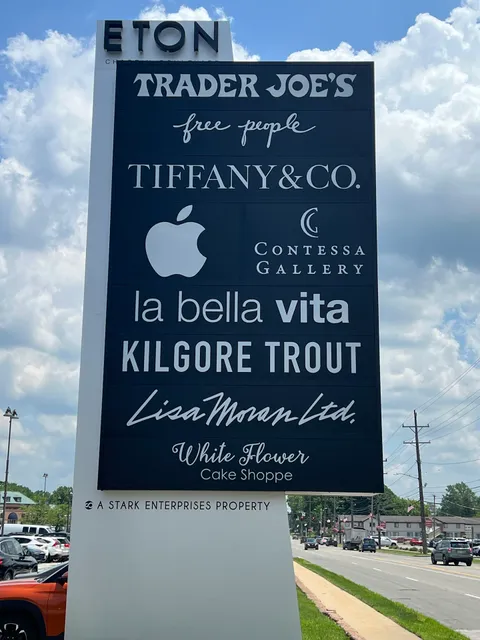 ETON
TRADER JOE'S
free people
TIFFANY & CO.
CONTESSA
GALLERY
la bella vita
KILGORE TROUT
Lisa Moran Ltd.
White Flower
Cake Shoppe
A STARK ENTERPRISES PROPERTY